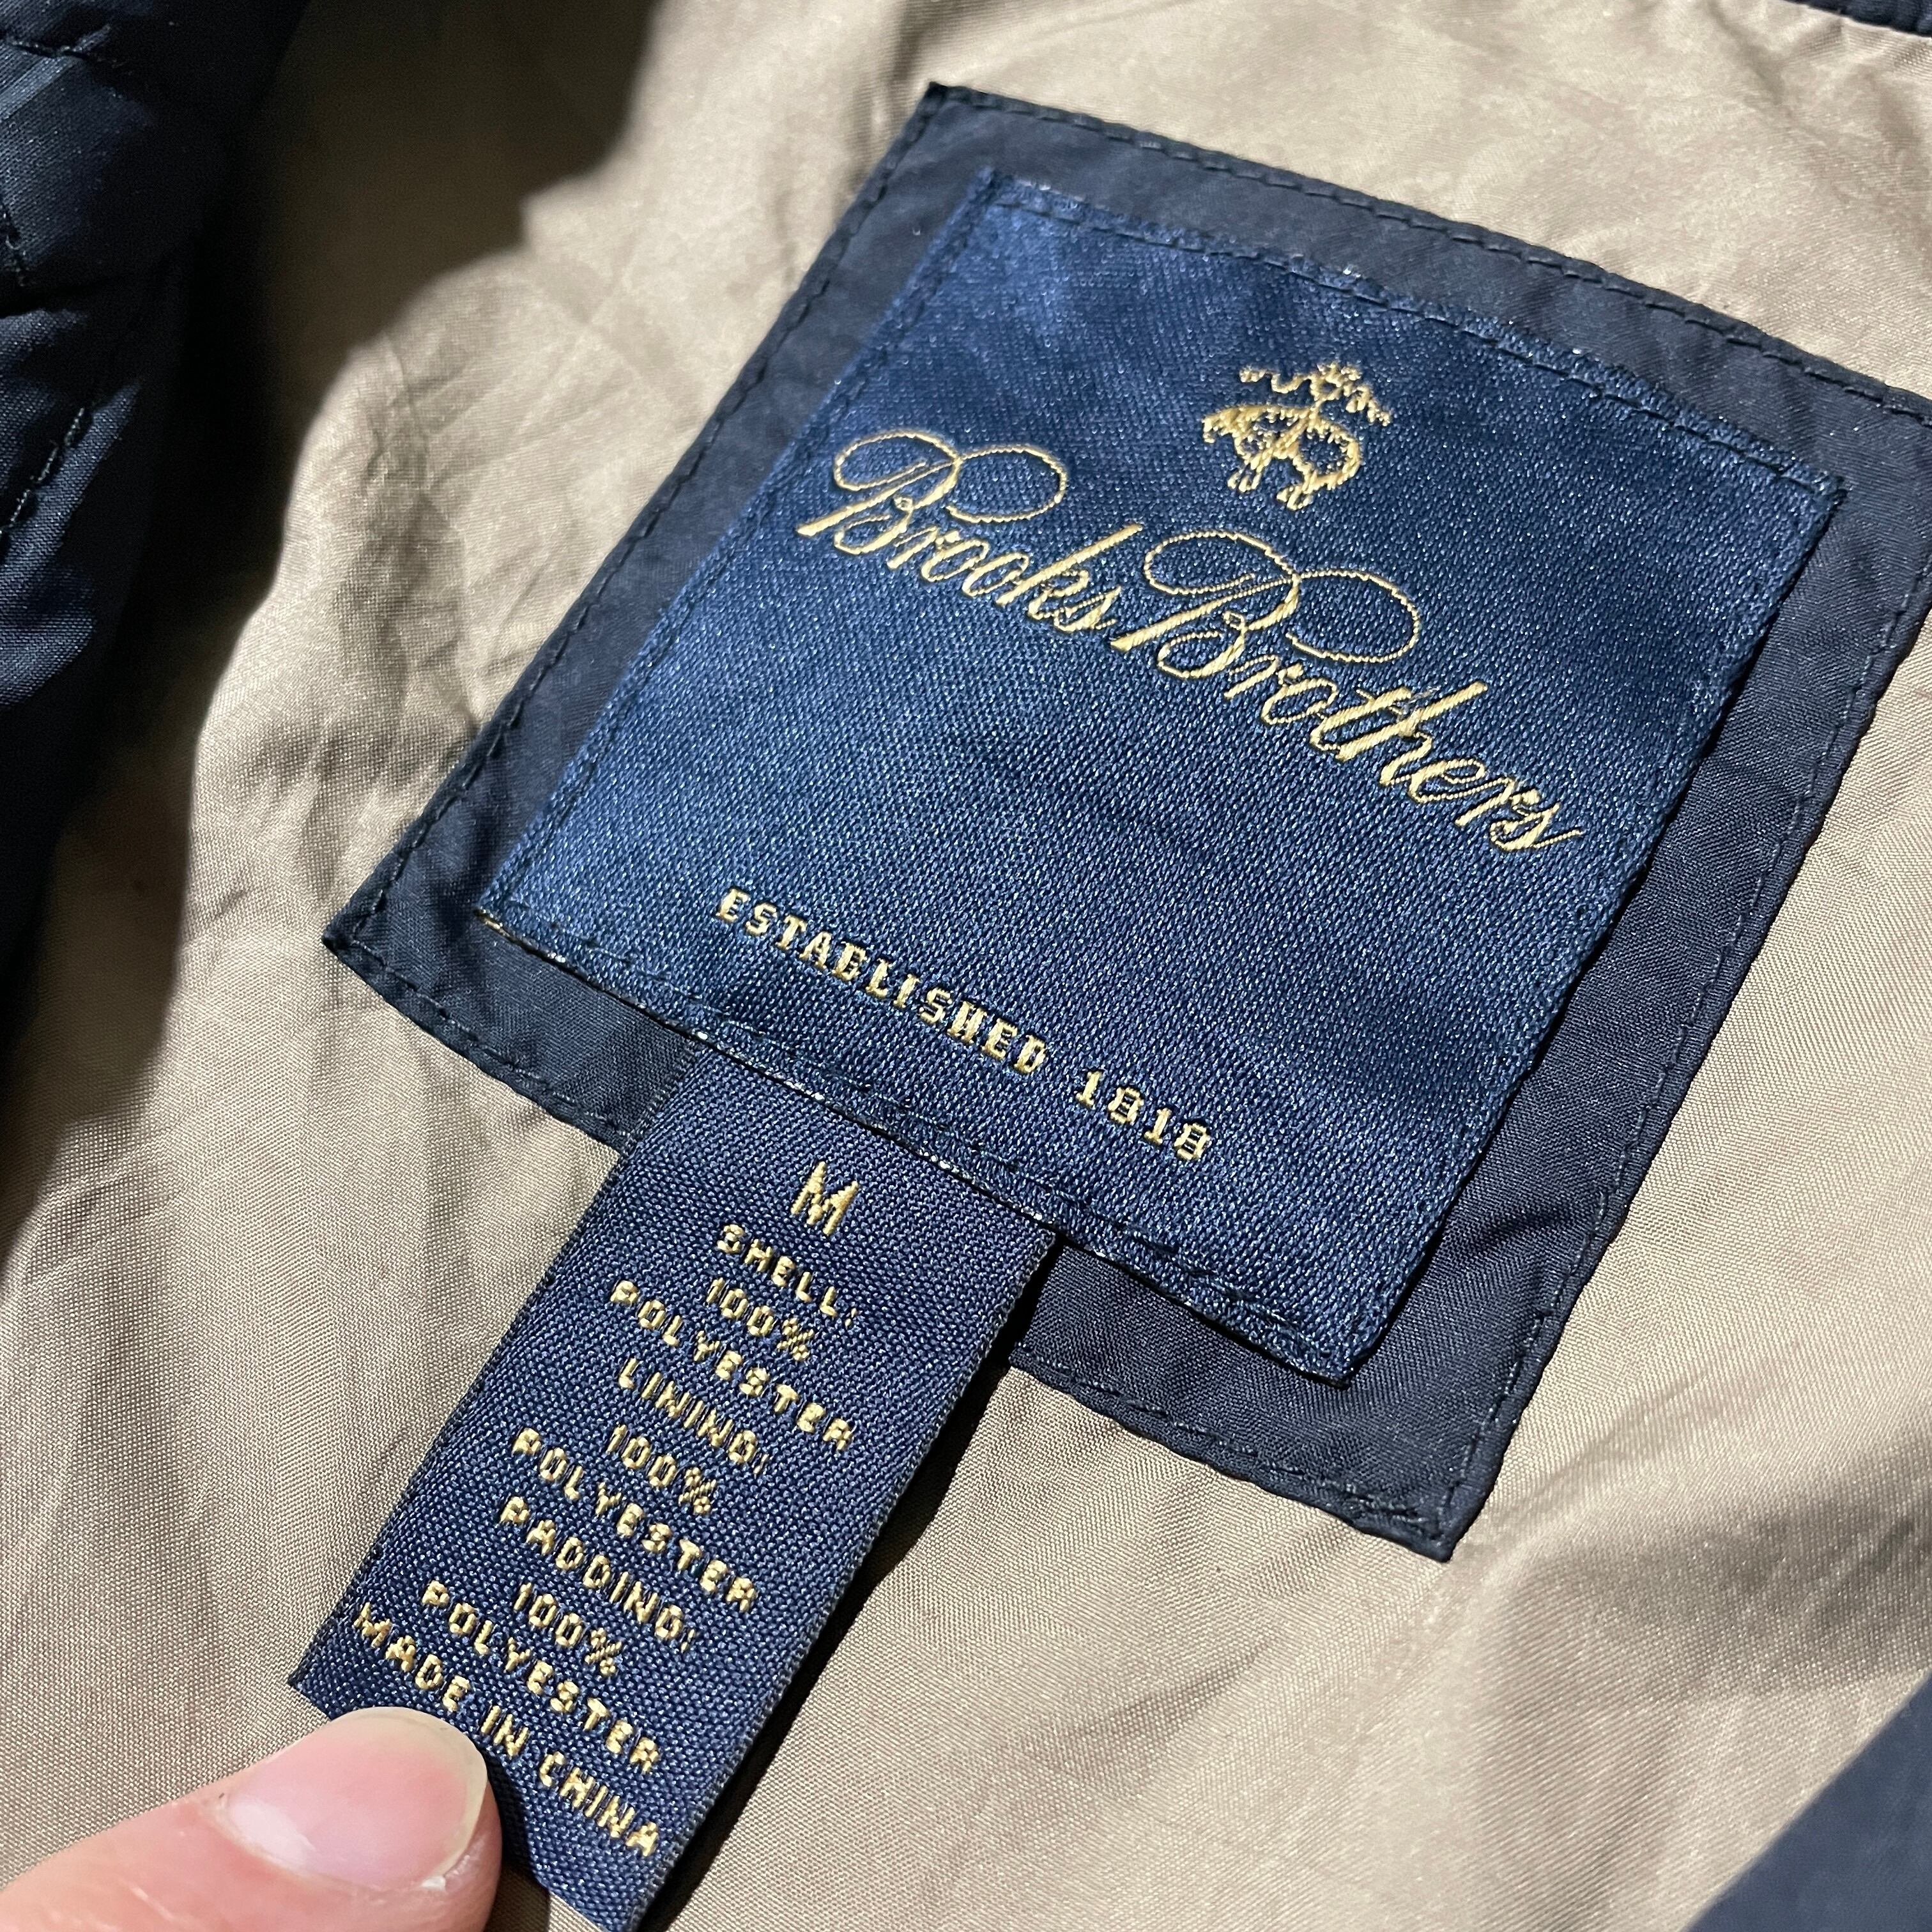 Brooks Brothers
ESTABLISHED 1818
M
SHELL:
100%
POLYESTER
LINING:
100%
POLYESTER
PADDING:
100%
POLYESTER
MADE IN CHINA